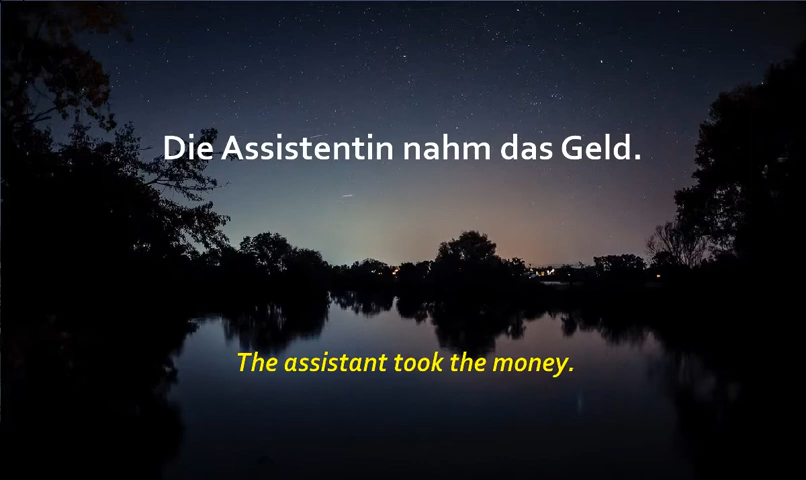 Die Assistentin nahm das Geld.
The assistant took the money.